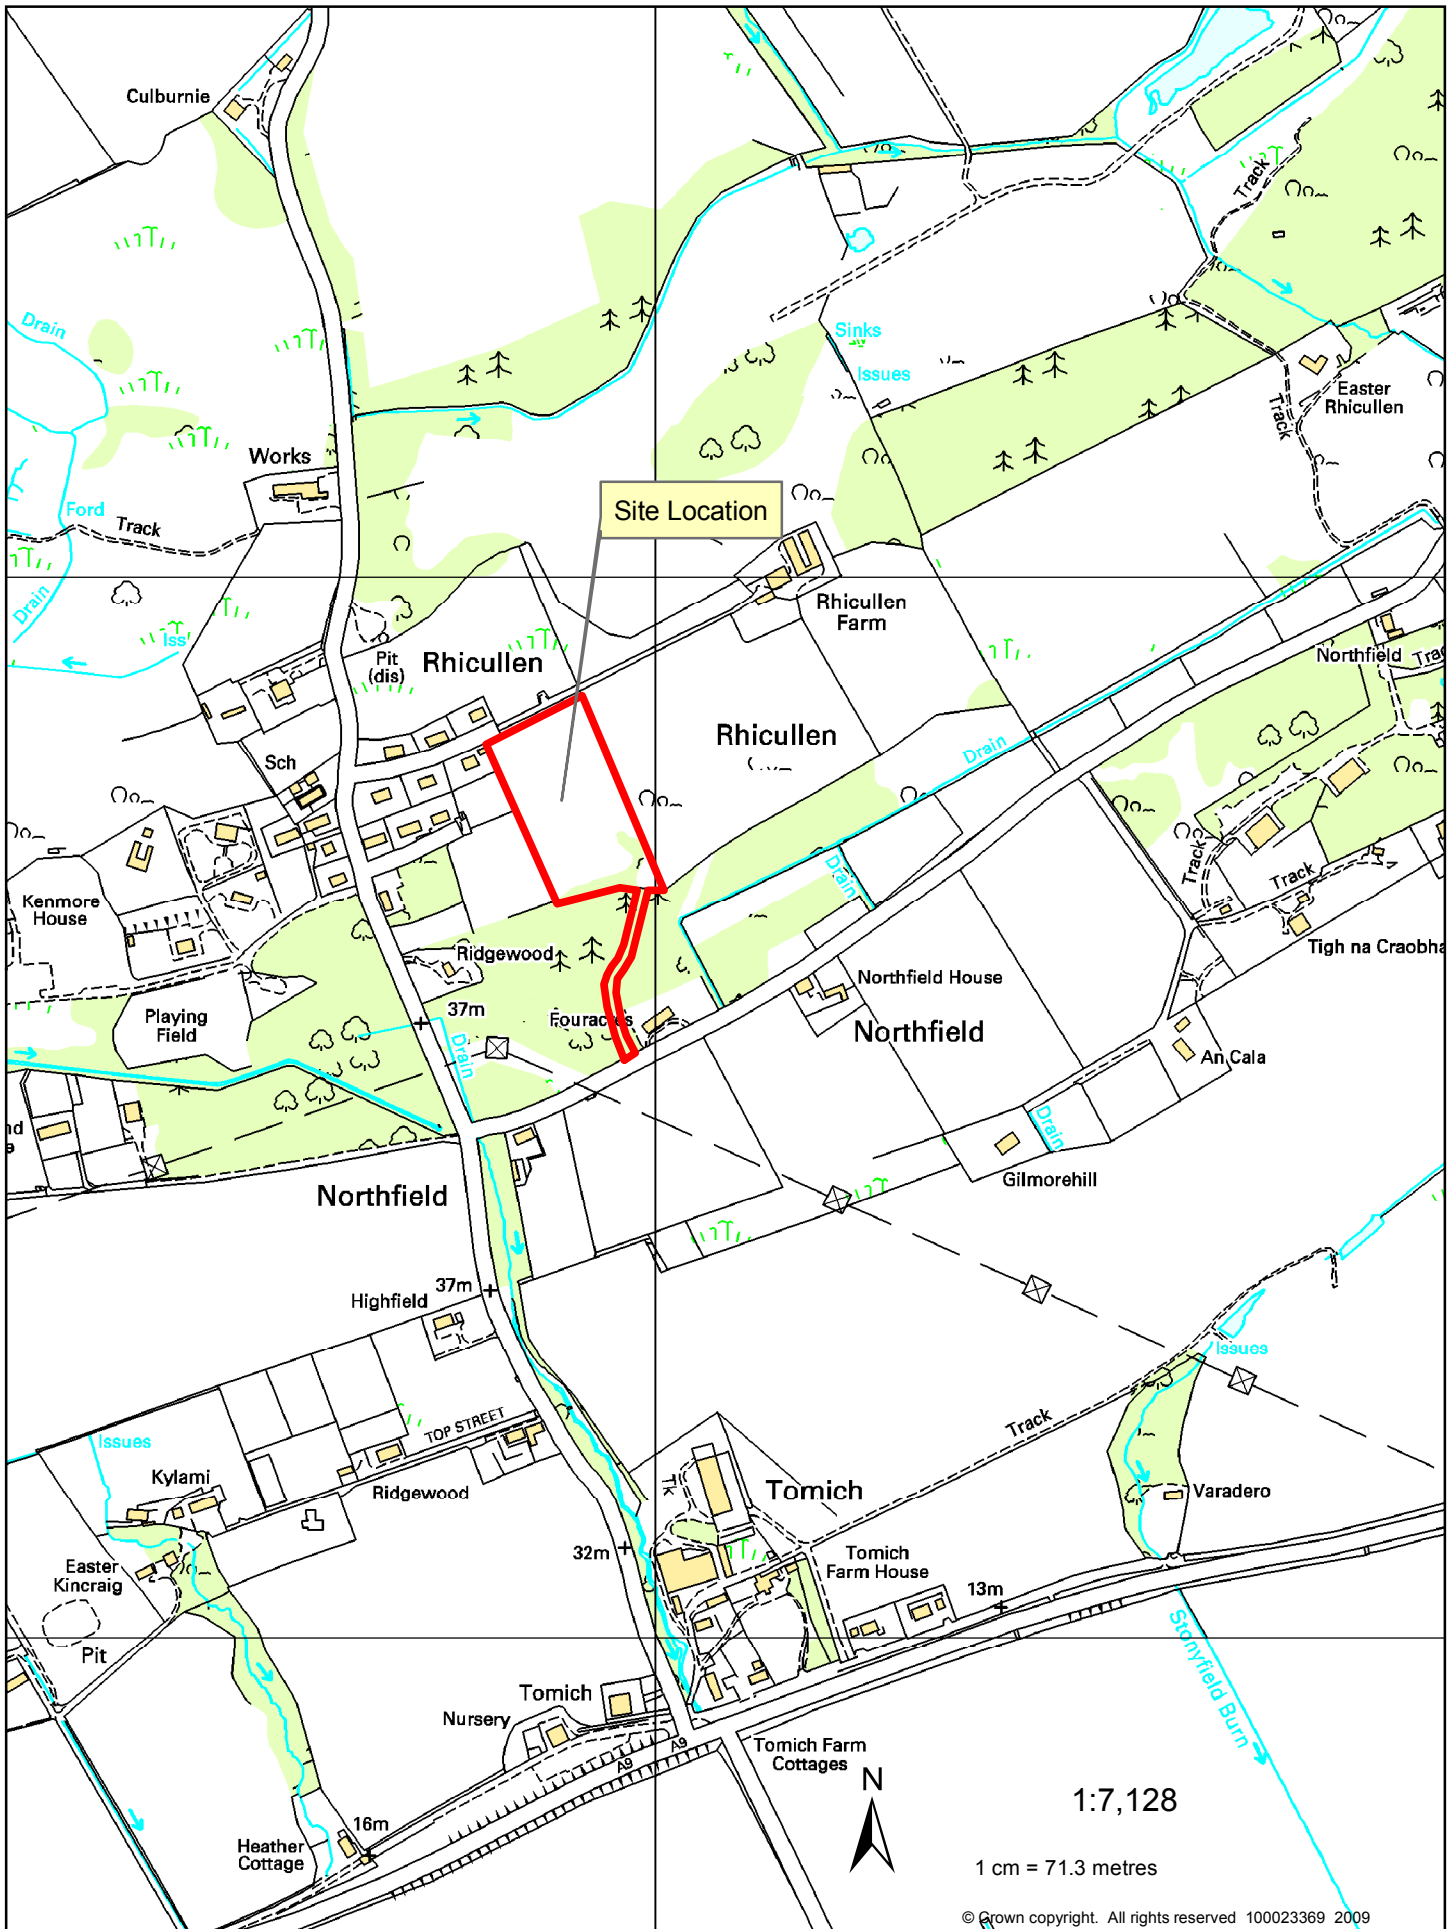 Culburnie
Track
Drain
Sinks
Issues
Easter
Rhicullen
Track
Works
Ford
Track
Site Location
Drain
Iss
Rhicullen
Farm
Pit
(dis)
Rhicullen
Northfield
Rhicullen
Drain
Sch
Drain
Track
Track
Kenmore
House
Ridgewood
Tigh na Craobha
Northfield House
Playing
Field
37m
Fouracres
Northfield
Drain
An Cala
Drain
Gilmorehill
nd
e
Northfield
37m
Highfield
Issues
Track
TOP STREET
Issues
Kylami
Ridgewood
Tk
Tomich
Varadero
32m
Easter
Kincraig
Tomich
Farm House
13m
Pit
Stonyfield Burn
Tomich
Nursery
A9
A9
Tomich Farm
Cottages
N
1:7,128
16m
Heather
Cottage
1 cm = 71.3 metres
© Crown copyright. All rights reserved 100023369 2009